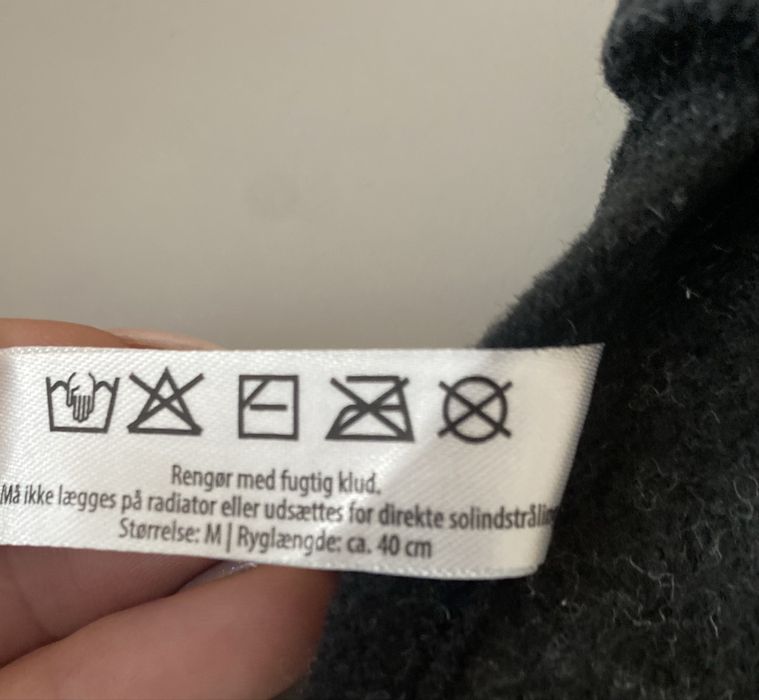 Rengør med fugtig klud.
Må ikke lægges på radiator eller udsættes for direkte solindstråling
Størrelse: M | Ryglængde: ca. 40 cm